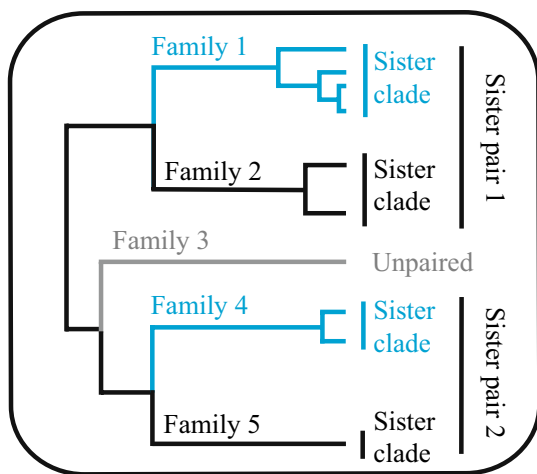 Family 1
Sister
clade
Family 2
Sister
clade
Sister pair 1
Family 3
Unpaired
Family 4
Sister
clade
Family 5
Sister
clade
Sister pair 2